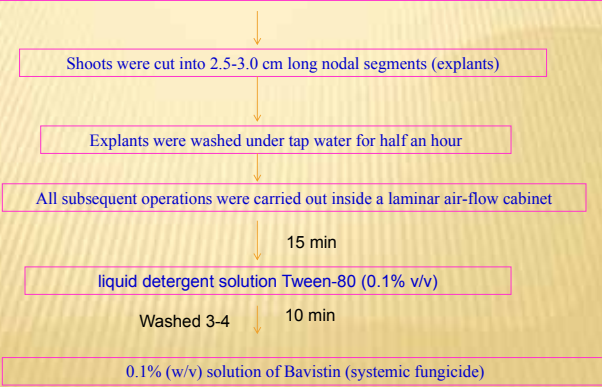 Shoots were cut into 2.5-3.0 cm long nodal segments (explants)
Explants were washed under tap water for half an hour
All subsequent operations were carried out inside a laminar air-flow cabinet
15 min
liquid detergent solution Tween-80 (0.1% v/v)
Washed 3-4
10 min
0.1% (w/v) solution of Bavistin (systemic fungicide)